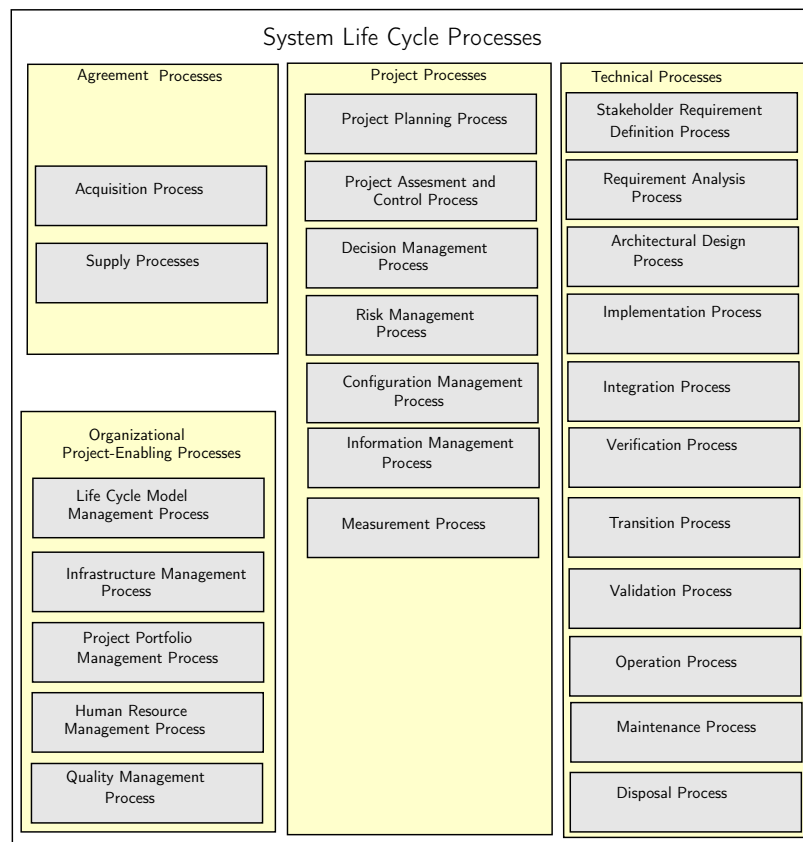 System Life Cycle Processes
Agreement Processes
Acquisition Process
Supply Processes
Organizational
Project-Enabling Processes
Life Cycle Model
Management Process
Infrastructure Management
Process
Project Portfolio
Management Process
Human Resource
Management Process
Quality Management
Process
Project Processes
Project Planning Process
Project Assesment and
Control Process
Decision Management
Process
Risk Management
Process
Configuration Management
Process
Information Management
Process
Measurement Process
Technical Processes
Stakeholder Requirement
Definition Process
Requirement Analysis
Process
Architectural Design
Process
Implementation Process
Integration Process
Verification Process
Transition Process
Validation Process
Operation Process
Maintenance Process
Disposal Process